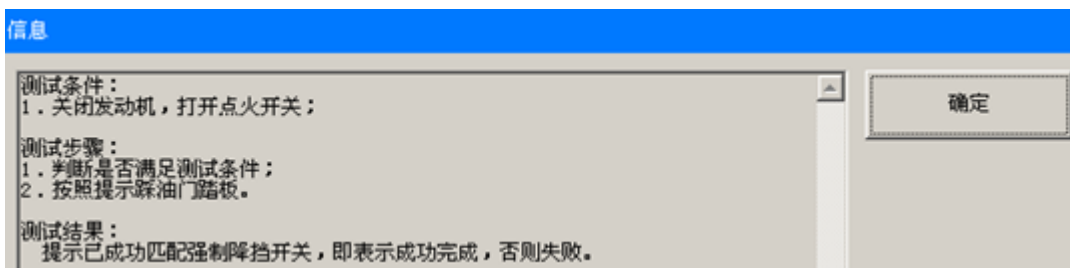 信息
测试条件：
1．关闭发动机，打开点火开关；
确定
测试步骤：
1．判断是否满足测试条件；
2．按照提示踩油门踏板。
测试结果：
提示已成功匹配强制降挡开关，即表示成功完成，否则失败。